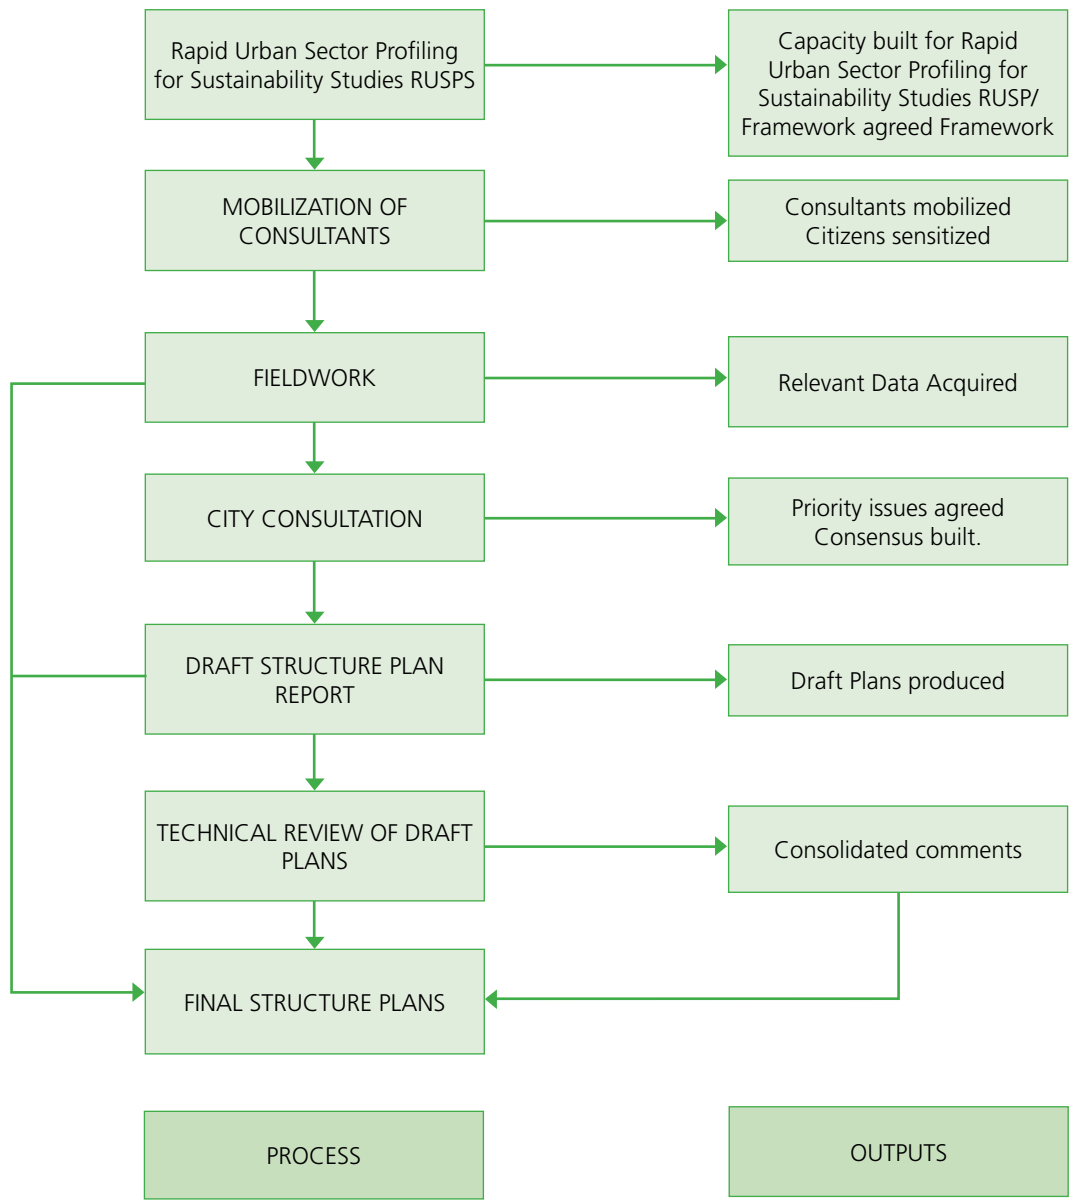 Rapid Urban Sector Profiling
for Sustainability Studies RUSPS
Capacity built for Rapid
Urban Sector Profiling for
Sustainability Studies RUSP/
Framework agreed Framework
MOBILIZATION OF
CONSULTANTS
Consultants mobilized
Citizens sensitized
FIELDWORK
Relevant Data Acquired
CITY CONSULTATION
Priority issues agreed
Consensus built.
DRAFT STRUCTURE PLAN
REPORT
Draft Plans produced
TECHNICAL REVIEW OF DRAFT
PLANS
Consolidated comments
FINAL STRUCTURE PLANS
PROCESS
OUTPUTS